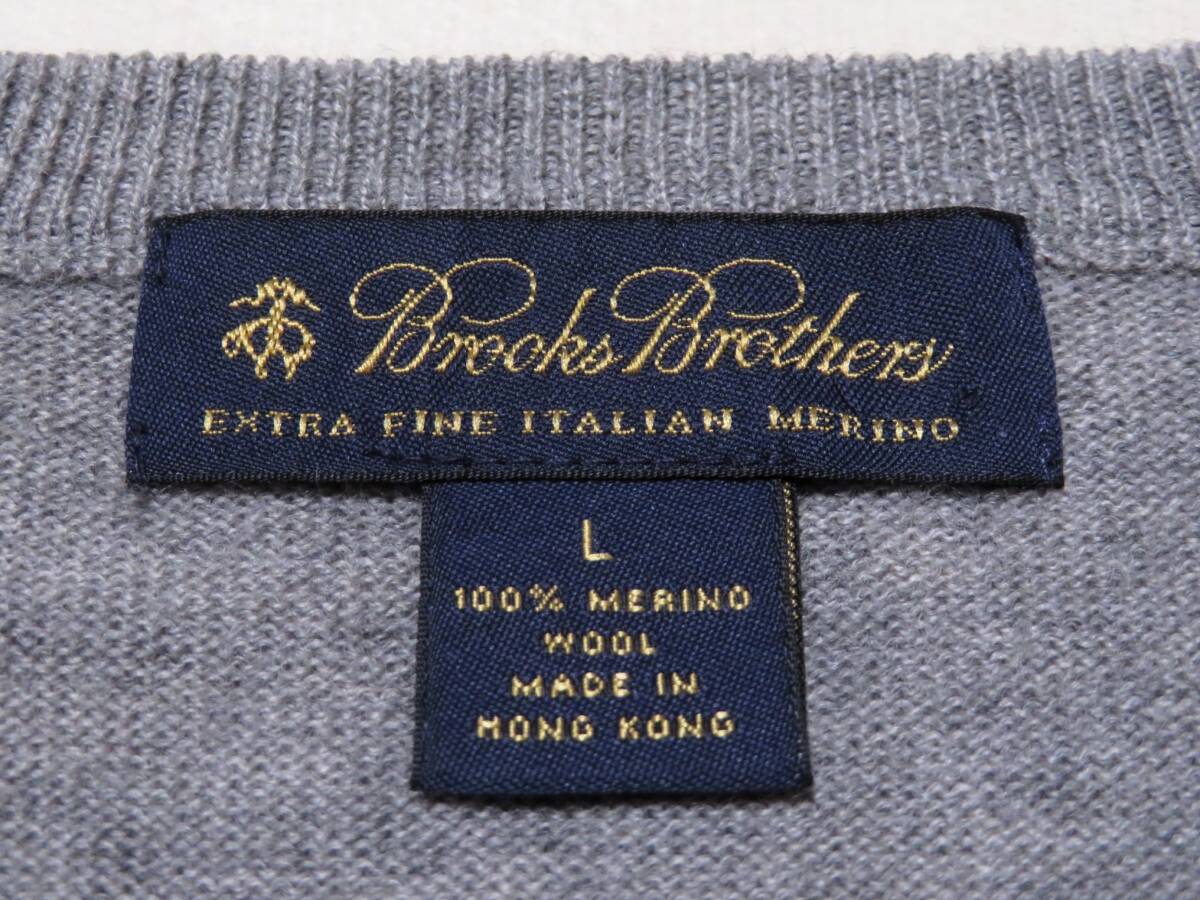 Brooks Brothers
EXTRA FINE ITALIAN MERINO
L
100% MERINO
WOOL
MADE IN
HONG KONG